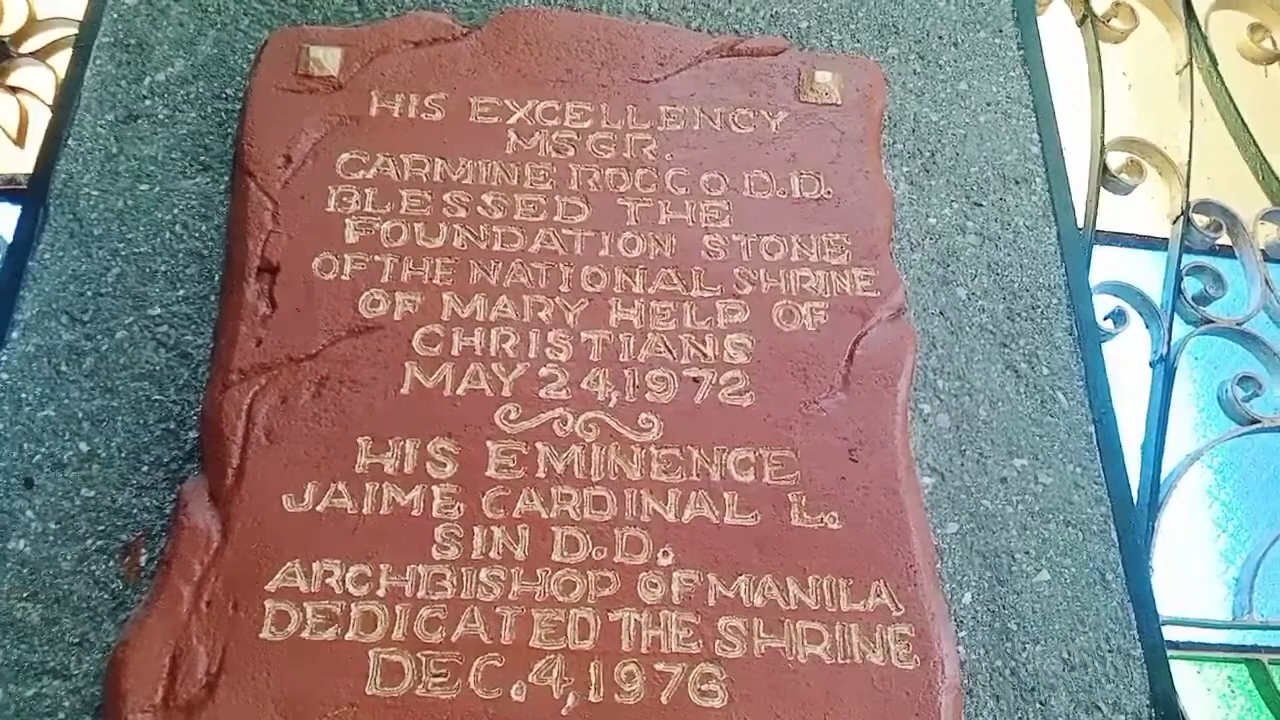 HIS EXCELLENCY
MSGR.
CARMINE ROCCO D.D.
BLESSED THE
FOUNDATION STONE
OF THE NATIONAL SHRINE
OF MARY HELP OF
CHRISTIANS
MAY 24,1972
HIS EMINENCE
JAIME CARDINAL L.
SIN D.D.
ARCHBISHOP OF MANILA
DEDICATED THE SHRINE
DEC.4,1976